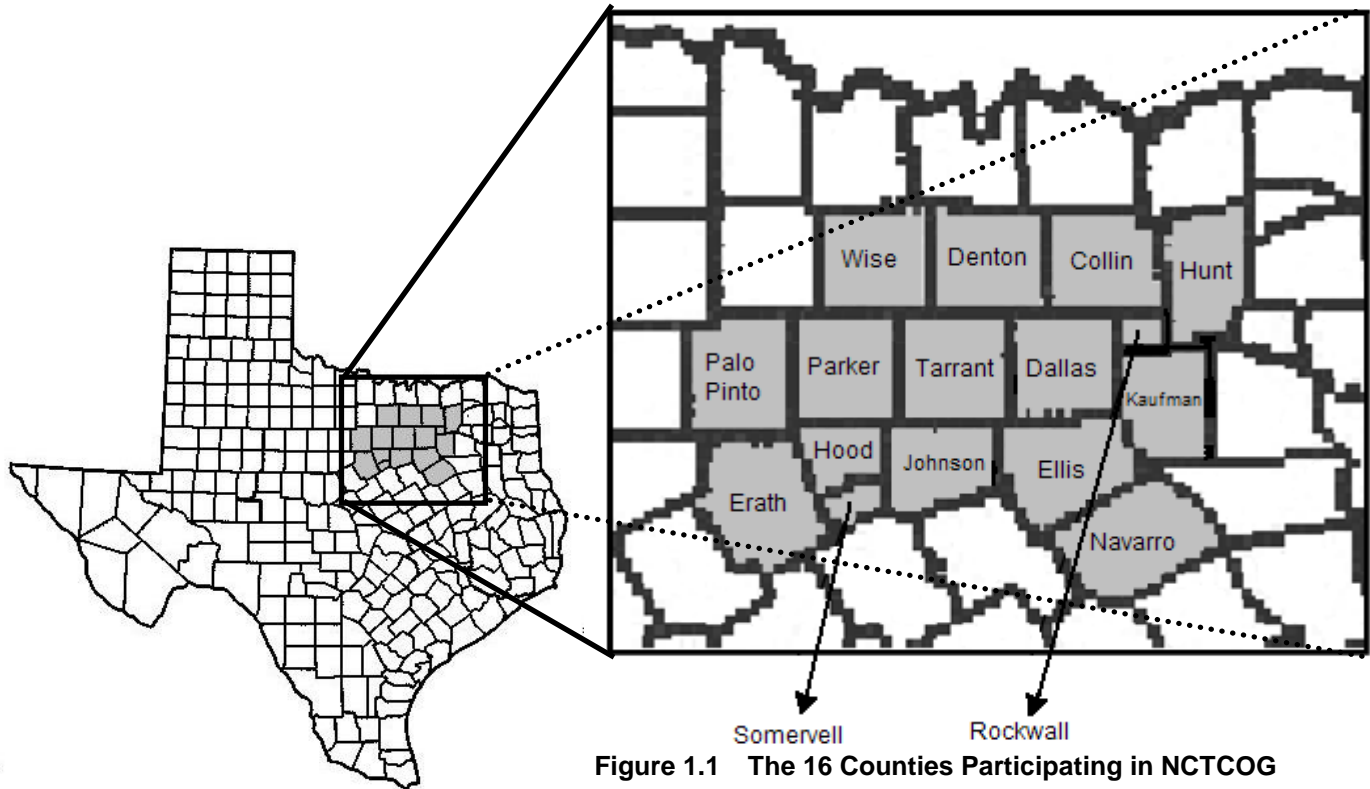 Wise
Denton
Collin
Hunt
Palo
Pinto
Parker
Tarrant
Dallas
Kaufman
Hood
Johnson
Ellis
Erath
Navarro
Somervell
Rockwall
Figure 1.1 The 16 Counties Participating in NCTCOG